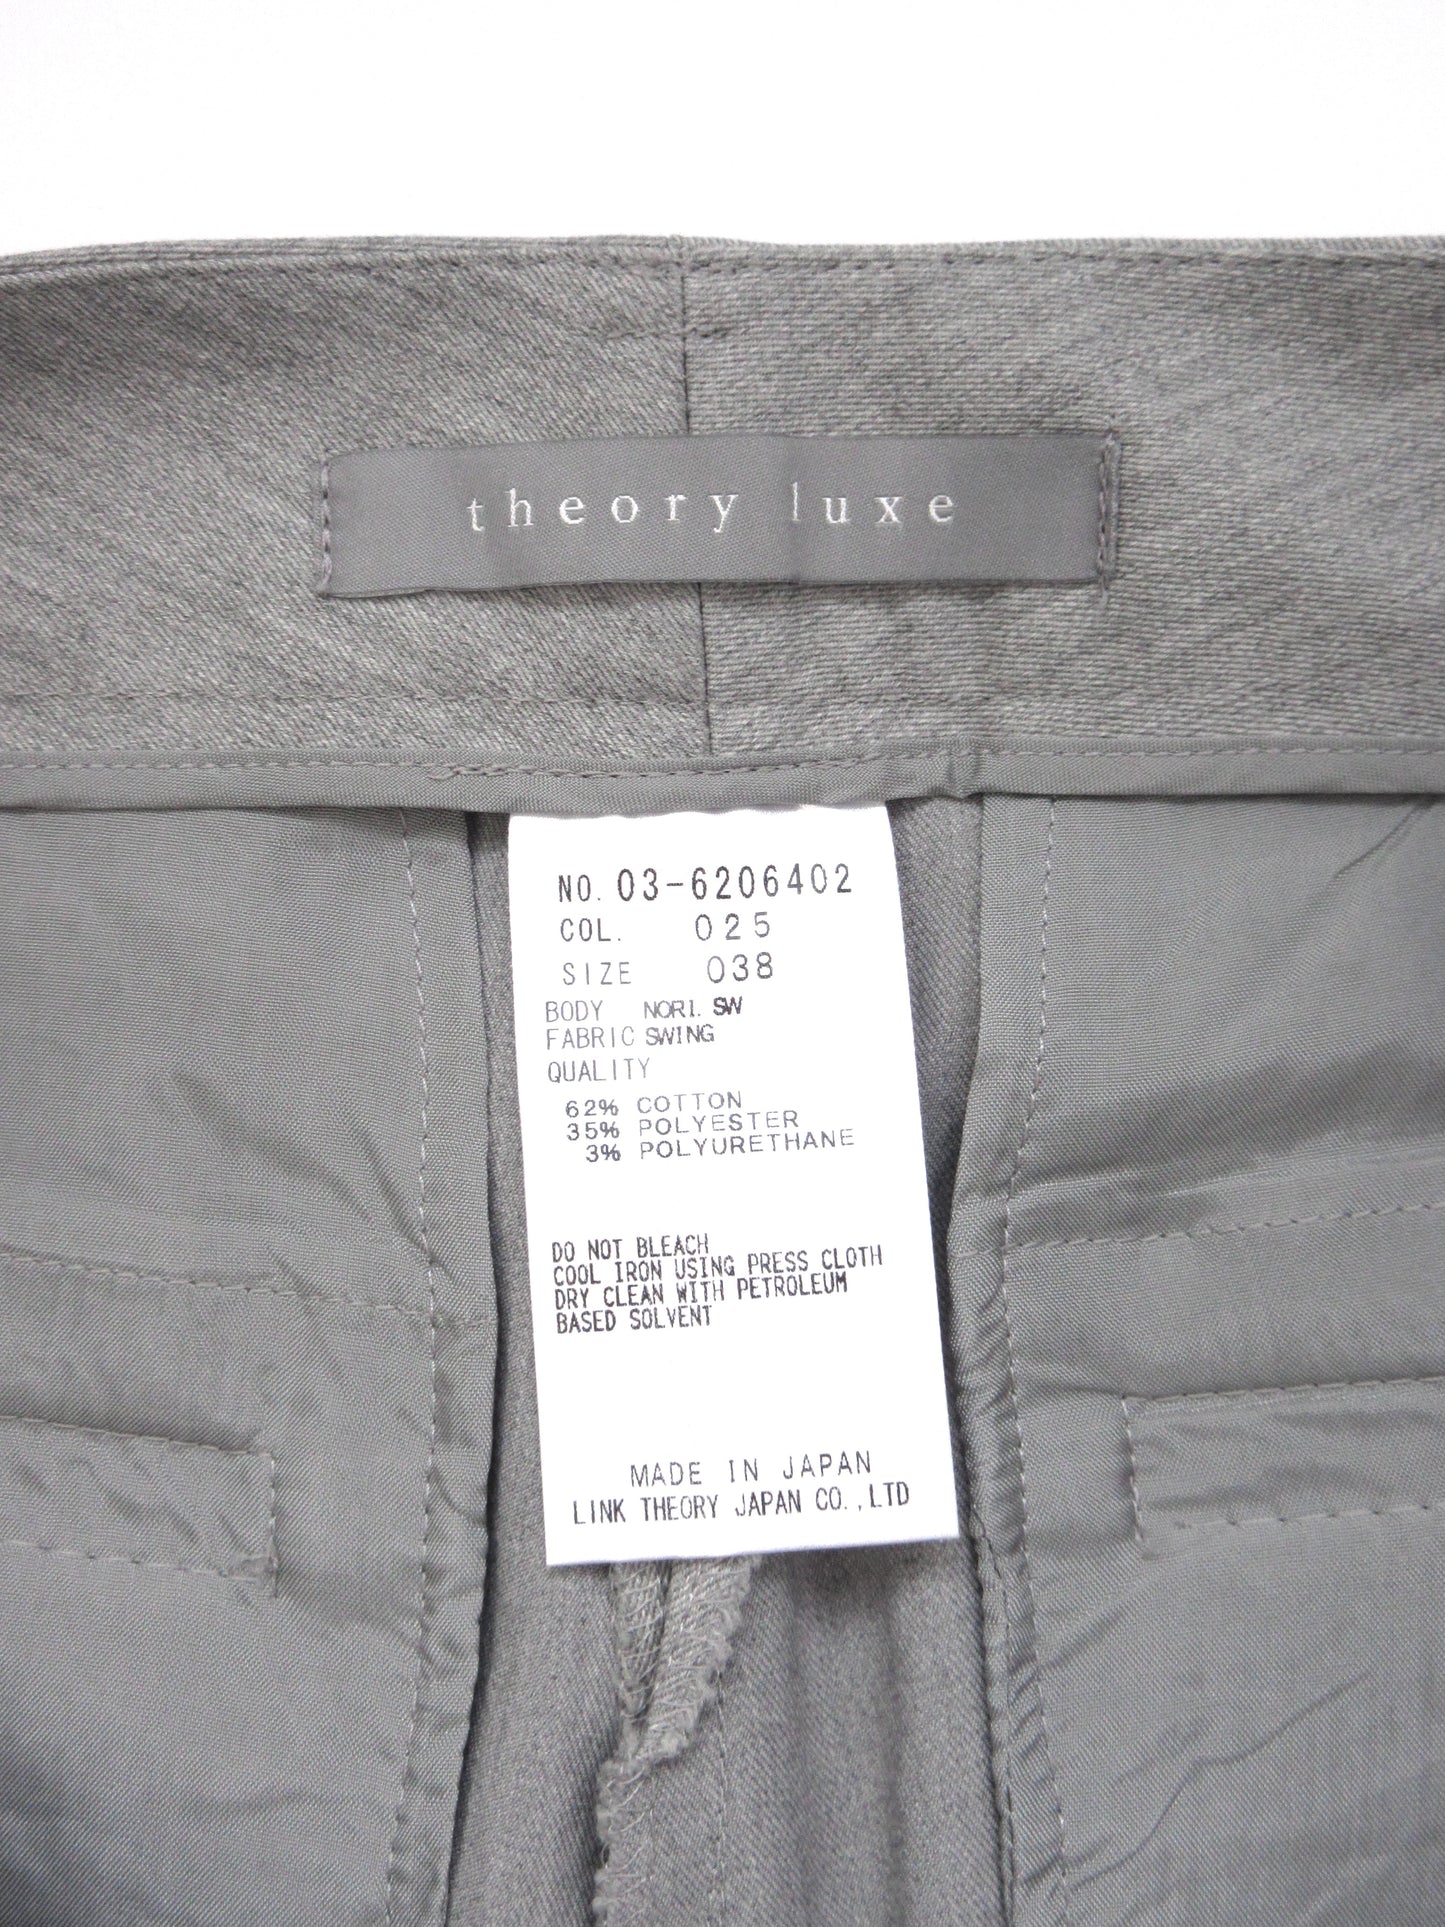 theory luxe
NO. 03-6206402
COL. 025
SIZE 038
BODY NORI. SW
FABRIC SWING
QUALITY
62% COTTON
35% POLYESTER
3% POLYURETHANE
DO NOT BLEACH
COOL IRON USING PRESS CLOTH
DRY CLEAN WITH PETROLEUM
BASED SOLVENT
MADE IN JAPAN
LINK THEORY JAPAN CO.,LTD